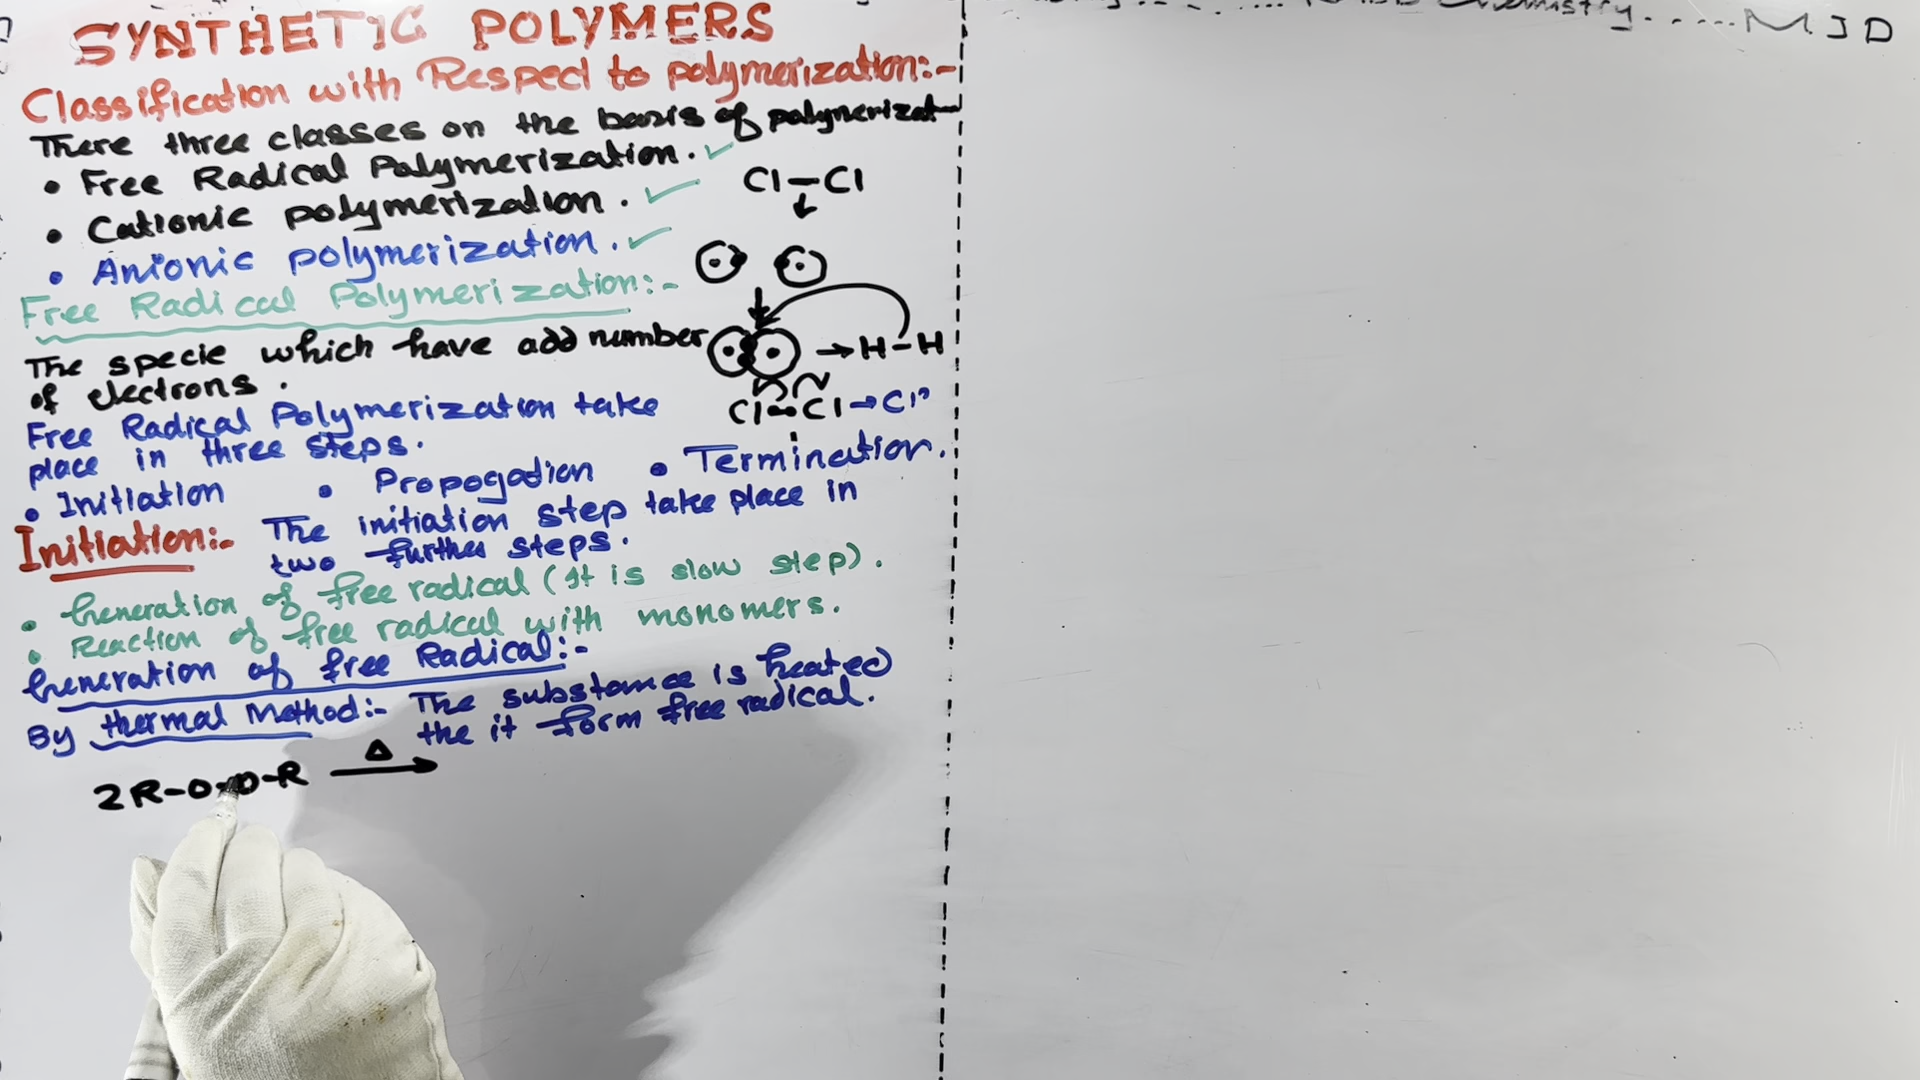 SYNTHETIC POLYMERS
Classification with Respect to polymerization:-
There three classes on the basis of polymerizat
• Free Radical Polymerization. ✓
• Cationic polymerization. ✓
• Anionic polymerization. ✓
Cl-Cl
↓
Free Radical Polymerization:-
The specie which have add number
of electrons.
→ H-H
Cl-Cl → Cl
Free Radical Polymerization take
place in three steps.
• Initiation • Propogation • Termination.
Initiation:- The initiation step take place in
two further steps.
• Generation of free radical (It is slow step).
• Reaction of free radical with monomers.
Generation of free Radical:-
By thermal Method:- The substance is heated
the it form free radical.
2R-O-O-R Δ→
Chemistry.....MJD